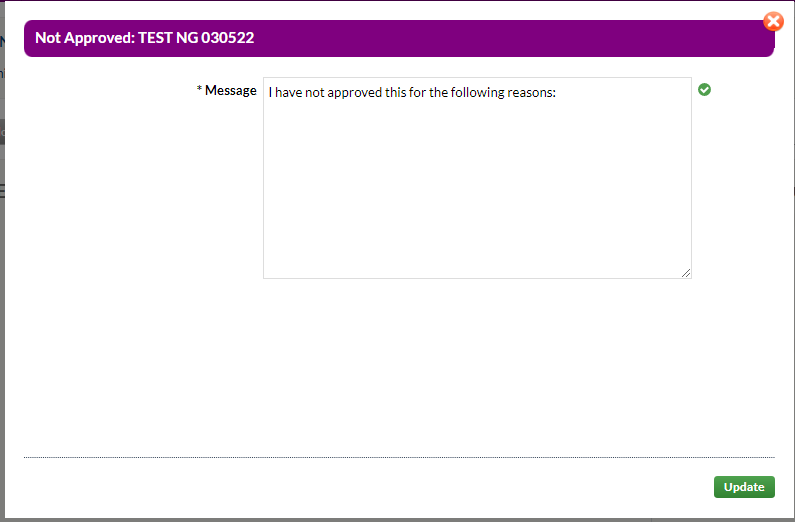 Not Approved: TEST NG 030522
* Message
I have not approved this for the following reasons:
Update